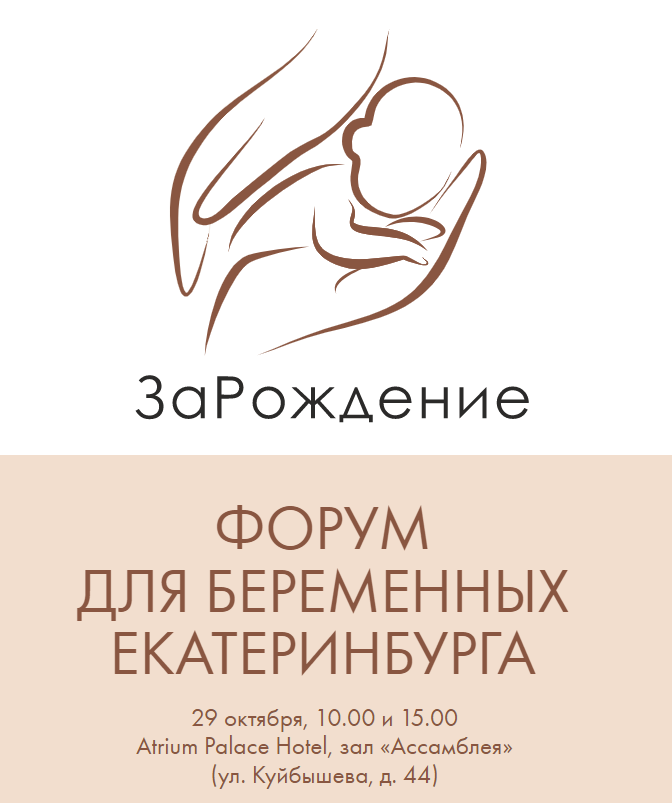 ЗаРождение
ФОРУМ
ДЛЯ БЕРЕМЕННЫХ
ЕКАТЕРИНБУРГА
29 октября, 10.00 и 15.00
Atrium Palace Hotel, зал «Ассамблея»
(ул. Куйбышева, д. 44)